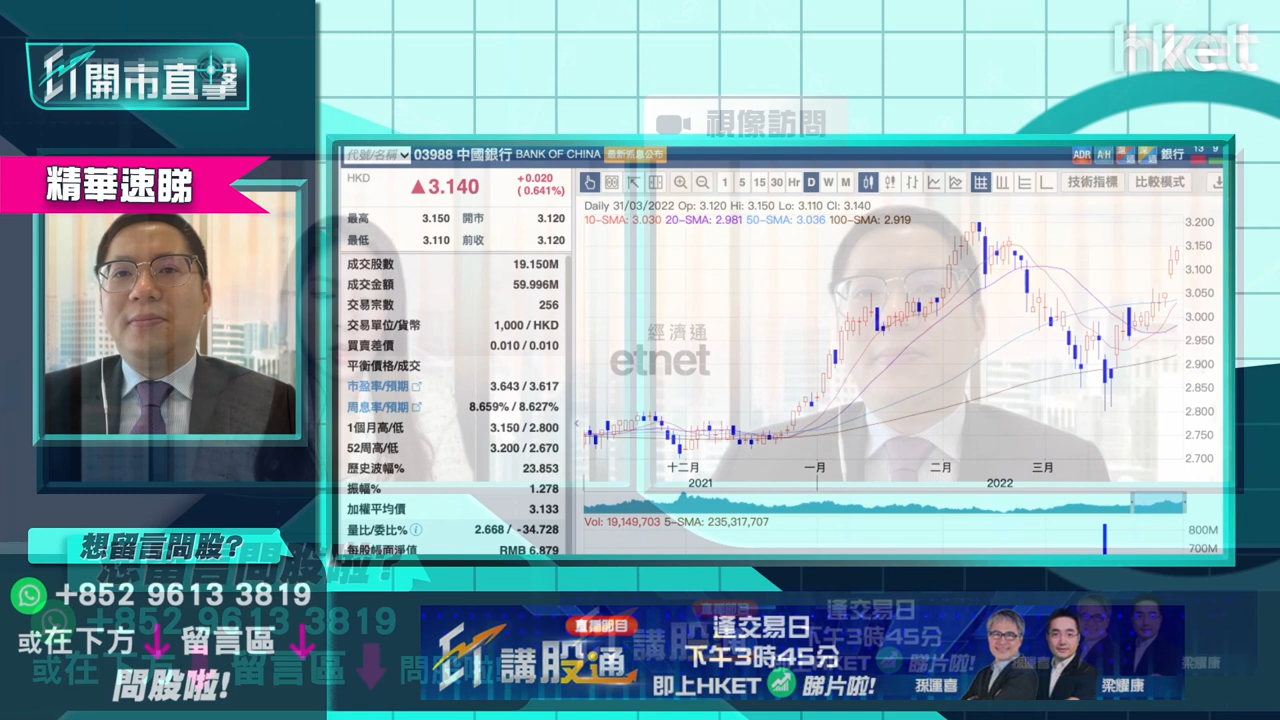 hket
ET開市直擊
視像訪問
精華速睇
代號/名稱 03988 中國銀行 BANK OF CHINA 最新派息公布
ADR A+H 銀行
HKD
▲3.140
+0.020
(0.641%)
最高 3.150 開市 3.120
最低 3.110 前收 3.120
成交股數 19.150M
成交金額 59.996M
交易宗數 256
交易單位/貨幣 1,000 / HKD
買賣差價 0.010 / 0.010
平衡價格/成交
市盈率/預期 3.643 / 3.617
周息率/預期 8.659% / 8.627%
1個月高/低 3.150 / 2.800
52周高/低 3.200 / 2.670
歷史波幅% 23.853
振幅% 1.278
加權平均價 3.133
量比/委比% 2.668 / -34.728
每股帳面淨值 RMB 6.879
1 5 15 30 Hr D W M 技術指標 比較模式
Daily 31/03/2022 Op: 3.120 Hi: 3.150 Lo: 3.110 Cl: 3.140
10-SMA: 3.030 20-SMA: 2.981 50-SMA: 3.036 100-SMA: 2.919
3.200
3.150
3.100
3.050
3.000
2.950
2.900
2.850
2.800
2.750
2.700
經濟通
etnet
十二月 一月 二月 三月
2021 2022
Vol: 19,149,703 5-SMA: 235,317,707
800M
700M
想留言問股?
+852 9613 3819
或在下方↓留言區↓
問股啦!
直播節目
ET講股通
逢交易日
下午3時45分
即上HKET 睇片啦!
孫滙喜
梁耀康